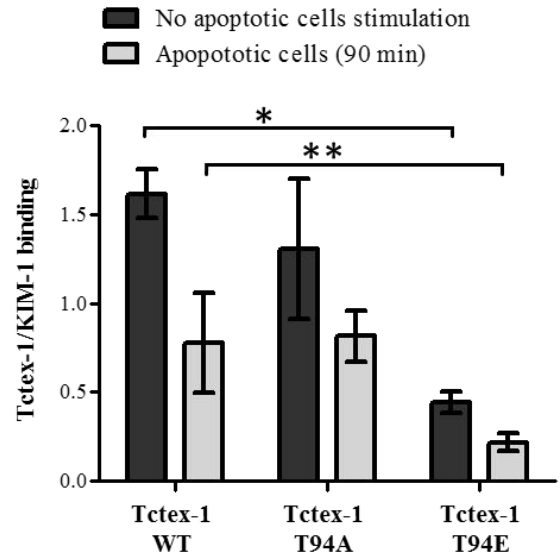 No apoptotic cells stimulation
Apopototic cells (90 min)
*
**
2.0
1.5
1.0
0.5
0.0
Tctex-1/KIM-1 binding
Tctex-1 Tctex-1 Tctex-1
WT T94A T94E